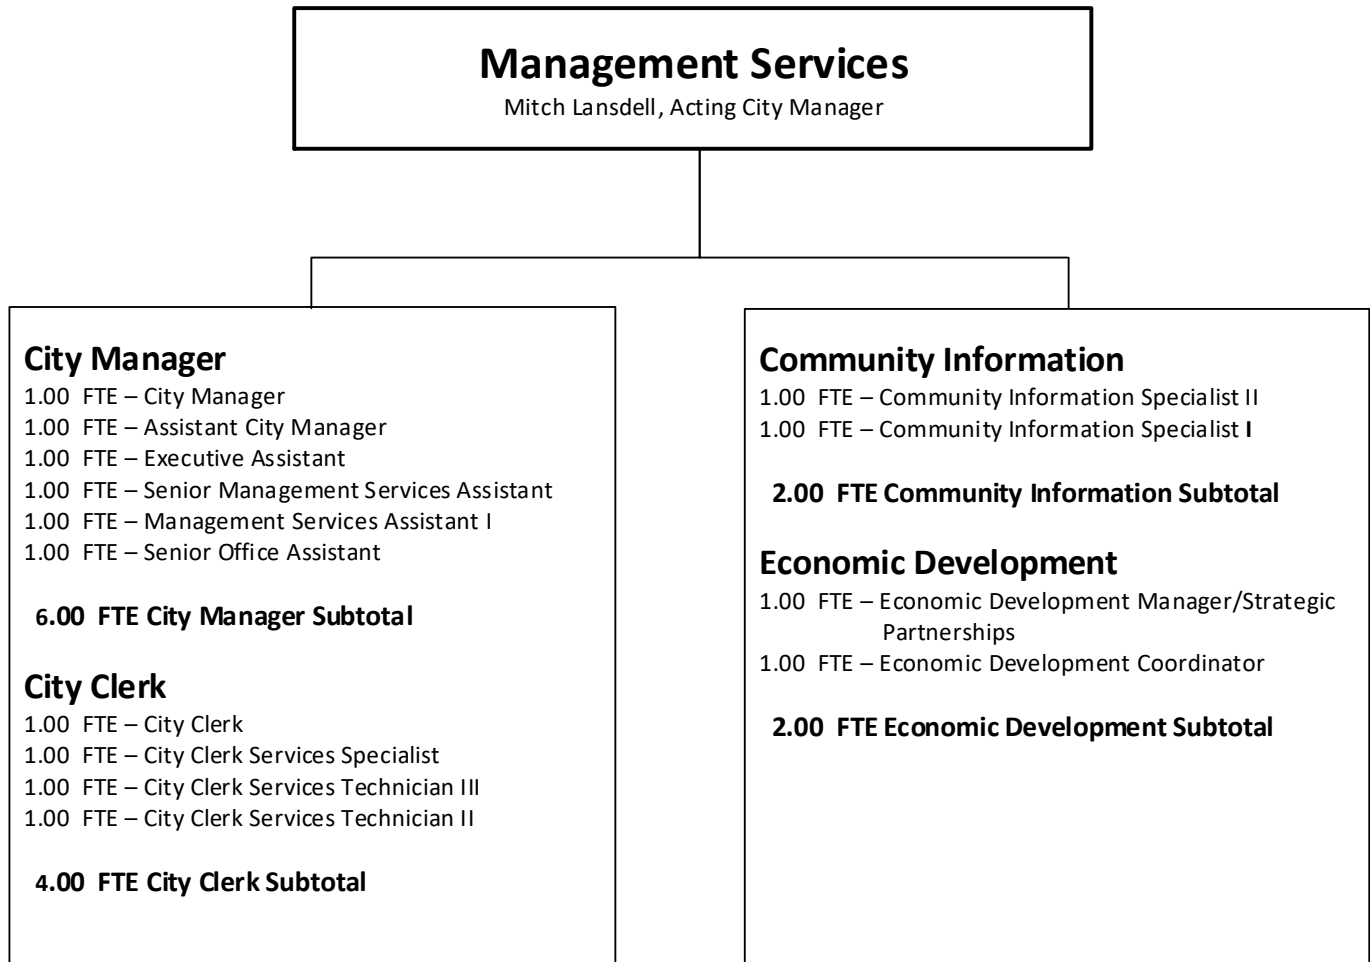 Management Services
Mitch Lansdell, Acting City Manager
City Manager
1.00 FTE – City Manager
1.00 FTE – Assistant City Manager
1.00 FTE – Executive Assistant
1.00 FTE – Senior Management Services Assistant
1.00 FTE – Management Services Assistant I
1.00 FTE – Senior Office Assistant
6.00 FTE City Manager Subtotal
City Clerk
1.00 FTE – City Clerk
1.00 FTE – City Clerk Services Specialist
1.00 FTE – City Clerk Services Technician III
1.00 FTE – City Clerk Services Technician II
4.00 FTE City Clerk Subtotal
Community Information
1.00 FTE – Community Information Specialist II
1.00 FTE – Community Information Specialist I
2.00 FTE Community Information Subtotal
Economic Development
1.00 FTE – Economic Development Manager/Strategic
Partnerships
1.00 FTE – Economic Development Coordinator
2.00 FTE Economic Development Subtotal